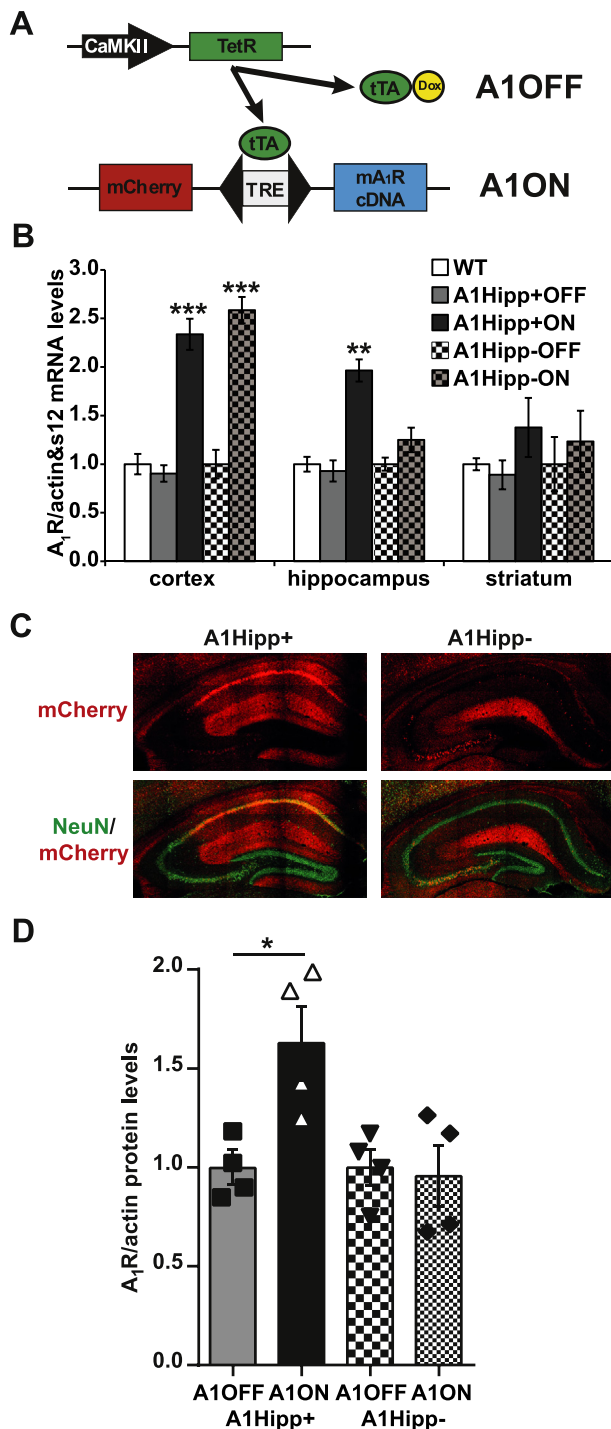 A
CaMKII
TetR
tTA
Dox
A1OFF
tTA
mCherry
TRE
mA₁R
cDNA
A1ON
B
A₁R/actin&s12 mRNA levels
3.0
2.5
2.0
1.5
1.0
0.5
0.0
***
***
**
WT
A1Hipp+OFF
A1Hipp+ON
A1Hipp-OFF
A1Hipp-ON
cortex
hippocampus
striatum
C
A1Hipp+
A1Hipp-
mCherry
NeuN/
mCherry
D
A₁R/actin protein levels
2.0
1.5
1.0
0.5
0.0
*
A1OFF A1ON A1OFF A1ON
A1Hipp+ A1Hipp-